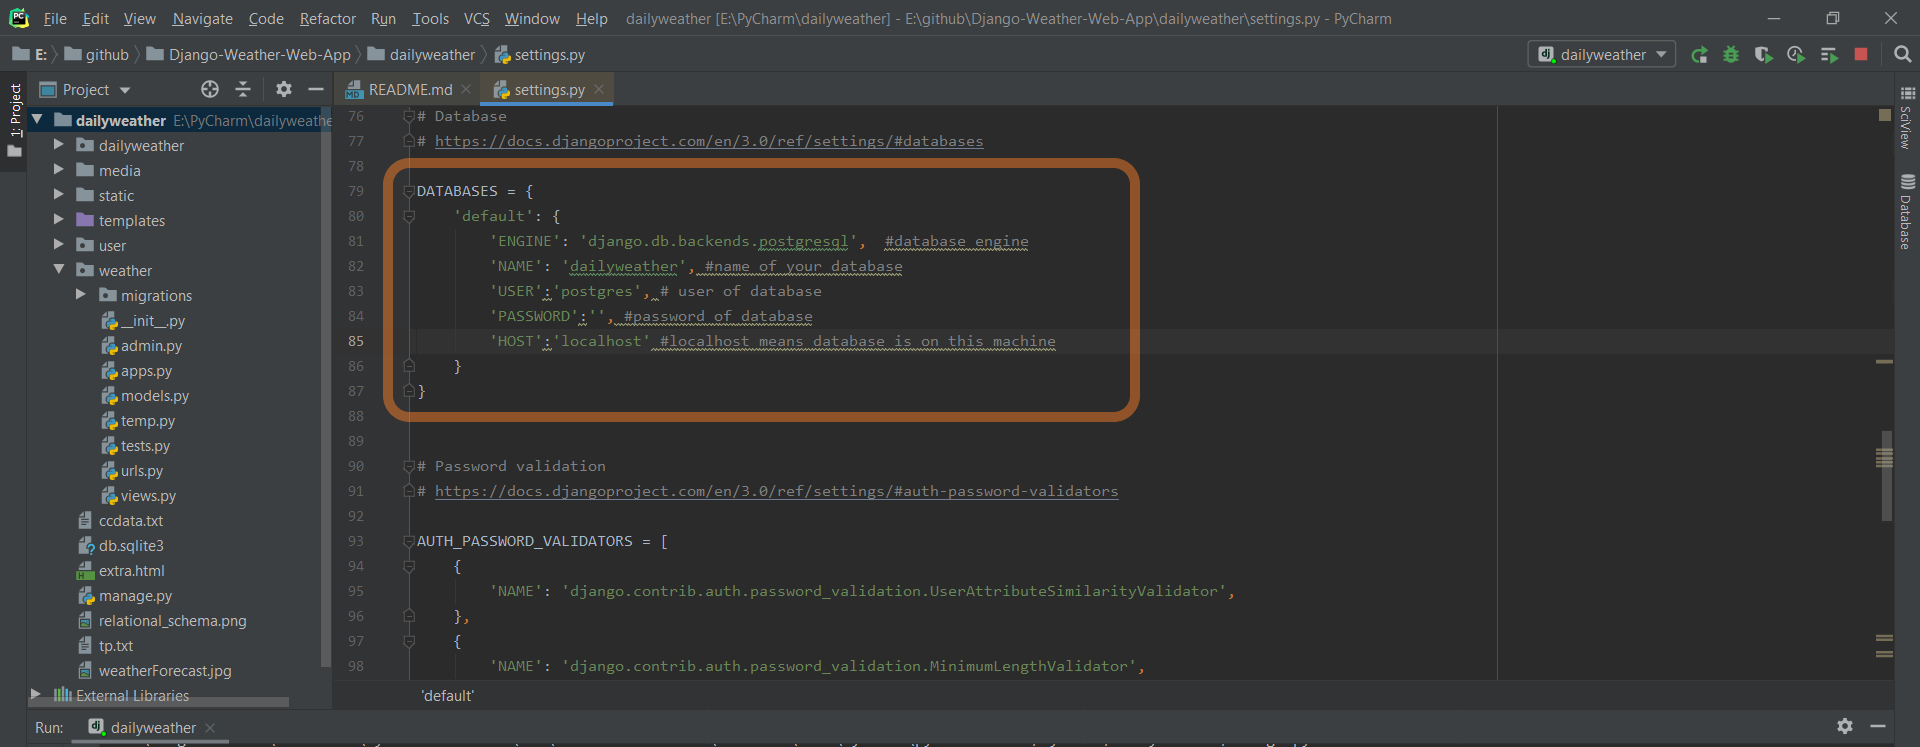 File Edit View Navigate Code Refactor Run Tools VCS Window Help dailyweather [E:\PyCharm\dailyweather] - E:\github\Django-Weather-Web-App\dailyweather\settings.py - PyCharm
E: github Django-Weather-Web-App dailyweather settings.py dailyweather
Project README.md settings.py
1: Project
dailyweather E:\PyCharm\dailyweathe
dailyweather
media
static
templates
user
weather
migrations
__init__.py
admin.py
apps.py
models.py
temp.py
tests.py
urls.py
views.py
ccdata.txt
db.sqlite3
extra.html
manage.py
relational_schema.png
tp.txt
weatherForecast.jpg
External Libraries
76 # Database
77 # https://docs.djangoproject.com/en/3.0/ref/settings/#databases
78
79 DATABASES = {
80 'default': {
81 'ENGINE': 'django.db.backends.postgresql', #database engine
82 'NAME': 'dailyweather', #name of your database
83 'USER':'postgres', # user of database
84 'PASSWORD':'', #password of database
85 'HOST':'localhost' #localhost means database is on this machine
86 }
87 }
88
89
90 # Password validation
91 # https://docs.djangoproject.com/en/3.0/ref/settings/#auth-password-validators
92
93 AUTH_PASSWORD_VALIDATORS = [
94 {
95 'NAME': 'django.contrib.auth.password_validation.UserAttributeSimilarityValidator',
96 },
97 {
98 'NAME': 'django.contrib.auth.password_validation.MinimumLengthValidator',
'default'
SciView
Database
Run: dailyweather